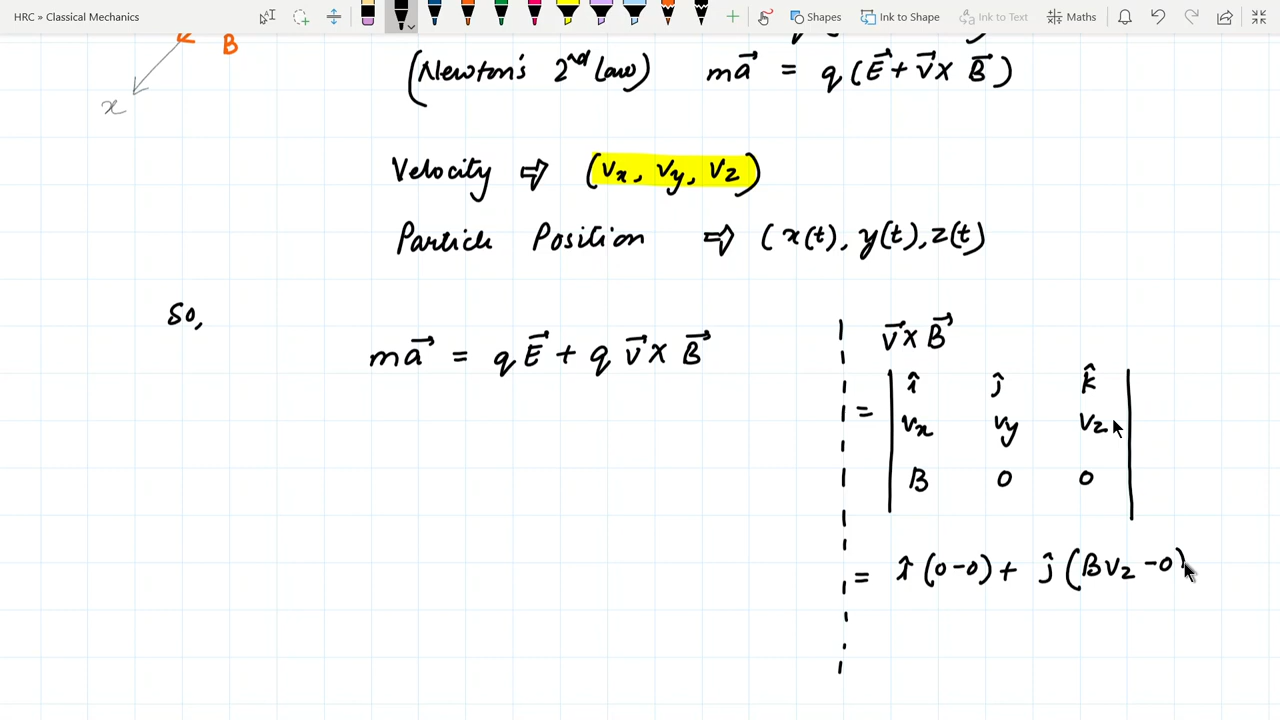 HRC » Classical Mechanics
Shapes Ink to Shape Ink to Text Maths
B
x
(Newton's 2nd Law) ma⃗ = q (E⃗ + v⃗ × B⃗)
Velocity ⇒ (vx, vy, vz)
Particle Position ⇒ (x(t), y(t), z(t)
So,
ma⃗ = q E⃗ + q v⃗ × B⃗
v⃗ × B⃗
= | î ĵ k̂ |
| vx vy vz |
| B 0 0 |
= î (0-0) + ĵ (Bvz -0)